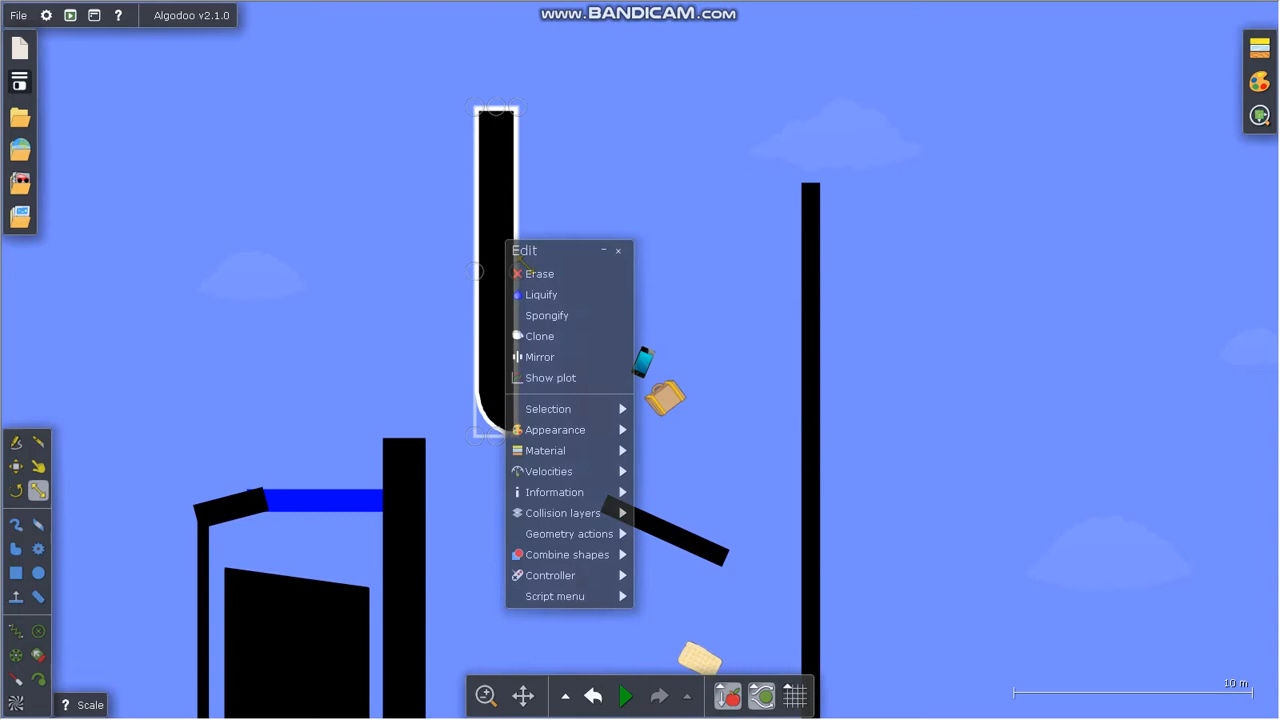 File
?
Algodoo v2.1.0
www.BANDICAM.com
Edit
Erase
Liquify
Spongify
Clone
Mirror
Show plot
Selection
Appearance
Material
Velocities
Information
Collision layers
Geometry actions
Combine shapes
Controller
Script menu
10 m
? Scale